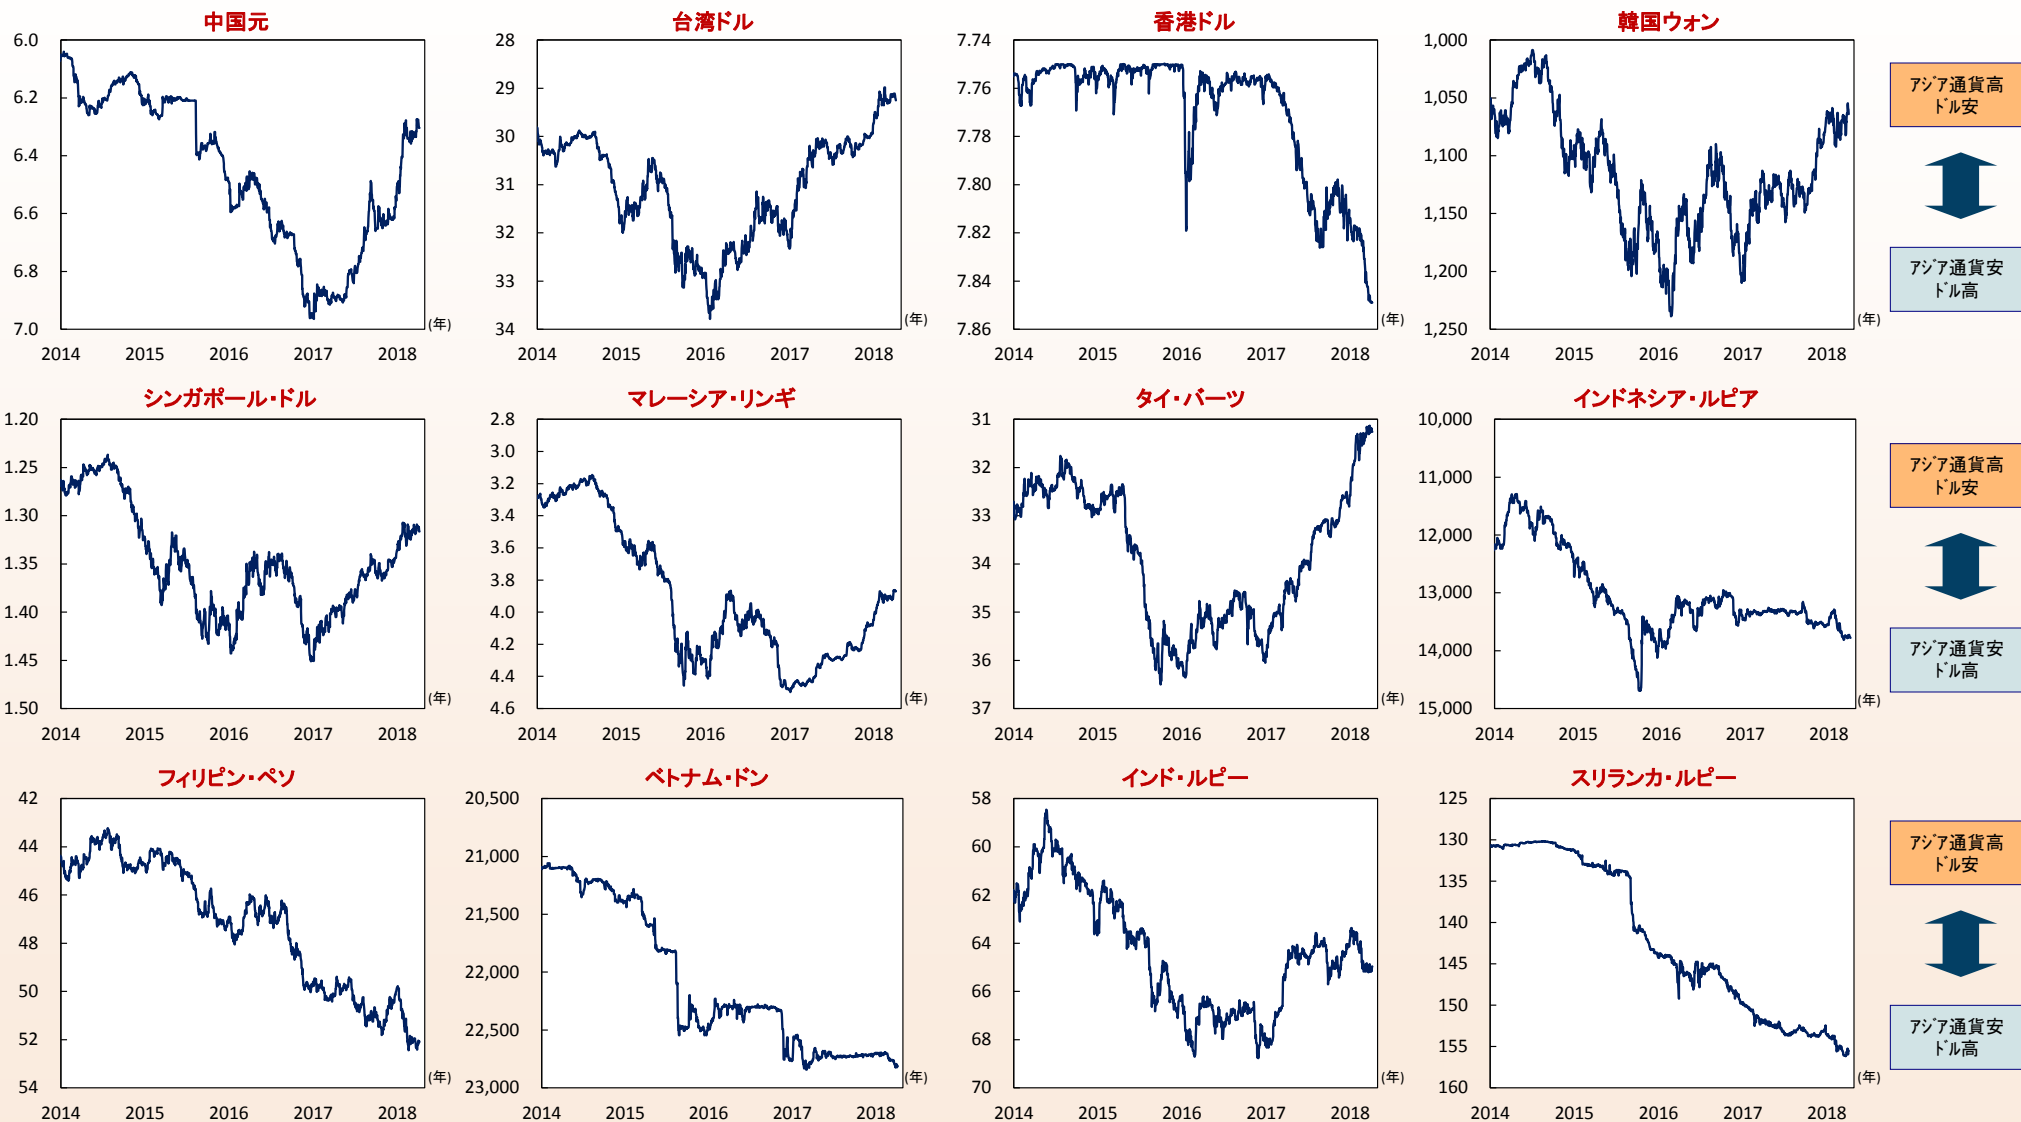 中国元
6.0
6.2
6.4
6.6
6.8
7.0
2014 2015 2016 2017 2018
(年)
台湾ドル
28
29
30
31
32
33
34
2014 2015 2016 2017 2018
(年)
香港ドル
7.74
7.76
7.78
7.80
7.82
7.84
7.86
2014 2015 2016 2017 2018
韓国ウォン
1,000
1,050
1,100
1,150
1,200
1,250
2014 2015 2016 2017 2018
(年)
アジア通貨高
ドル安
アジア通貨安
ドル高
シンガポール・ドル
1.20
1.25
1.30
1.35
1.40
1.45
1.50
2014 2015 2016 2017 2018
(年)
マレーシア・リンギ
2.8
3.0
3.2
3.4
3.6
3.8
4.0
4.2
4.4
4.6
2014 2015 2016 2017 2018
(年)
タイ・バーツ
31
32
33
34
35
36
37
2014 2015 2016 2017 2018
(年)
インドネシア・ルピア
10,000
11,000
12,000
13,000
14,000
15,000
2014 2015 2016 2017 2018
(年)
アジア通貨高
ドル安
アジア通貨安
ドル高
フィリピン・ペソ
42
44
46
48
50
52
54
2014 2015 2016 2017 2018
(年)
ベトナム・ドン
20,500
21,000
21,500
22,000
22,500
23,000
2014 2015 2016 2017 2018
(年)
インド・ルピー
58
60
62
64
66
68
70
2014 2015 2016 2017 2018
(年)
スリランカ・ルピー
125
130
135
140
145
150
155
160
2014 2015 2016 2017 2018
(年)
アジア通貨高
ドル安
アジア通貨安
ドル高